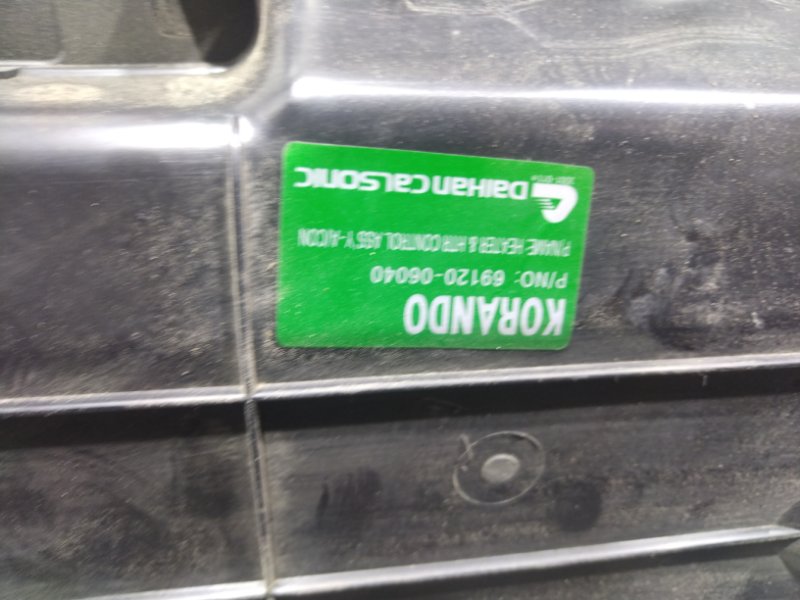 KORANDO
P/NO: 69120-06040
P/NAME: HEATER & HTR CONTROL ASS'Y-A/CON
DAIHAN CALSONIC